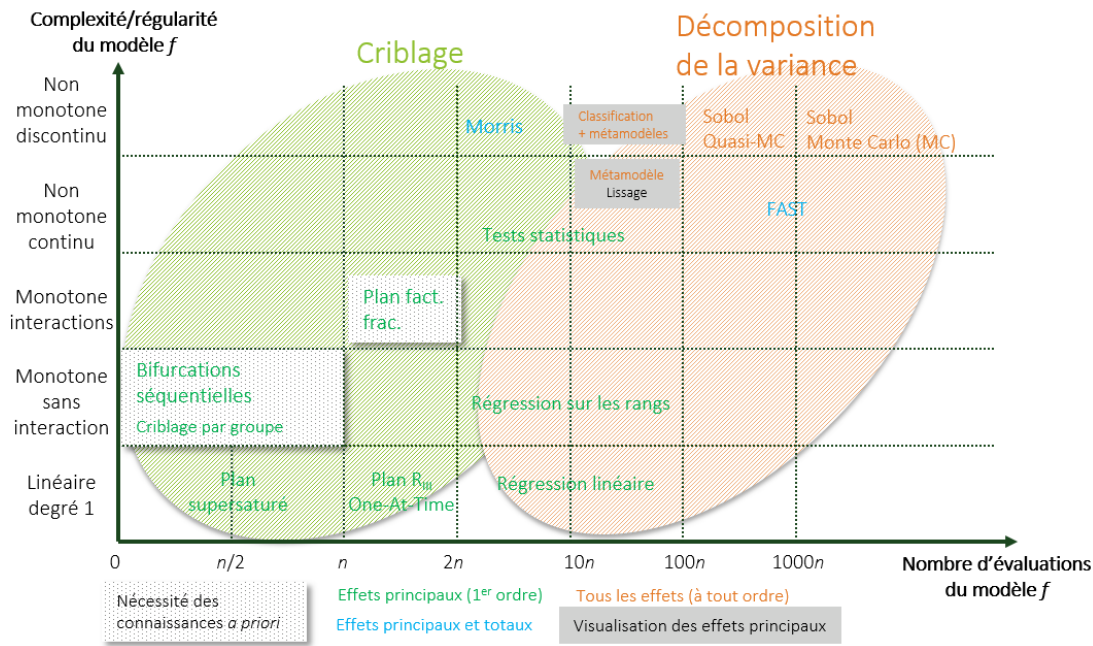 Complexité/régularité
du modèle f
Criblage
Décomposition
de la variance
Non
monotone
discontinu
Morris
Classification
+ métamodèles
Sobol
Quasi-MC
Sobol
Monte Carlo (MC)
Non
monotone
continu
Métamodèle
Lissage
FAST
Tests statistiques
Monotone
interactions
Plan fact.
frac.
Monotone
sans
interaction
Bifurcations
séquentielles
Criblage par groupe
Régression sur les rangs
Linéaire
degré 1
Plan
supersaturé
Plan RIII
One-At-Time
Régression linéaire
0
n/2
n
2n
10n
100n
1000n
Nombre d'évaluations
du modèle f
Nécessité des
connaissances a priori
Effets principaux (1er ordre)
Tous les effets (à tout ordre)
Effets principaux et totaux
Visualisation des effets principaux